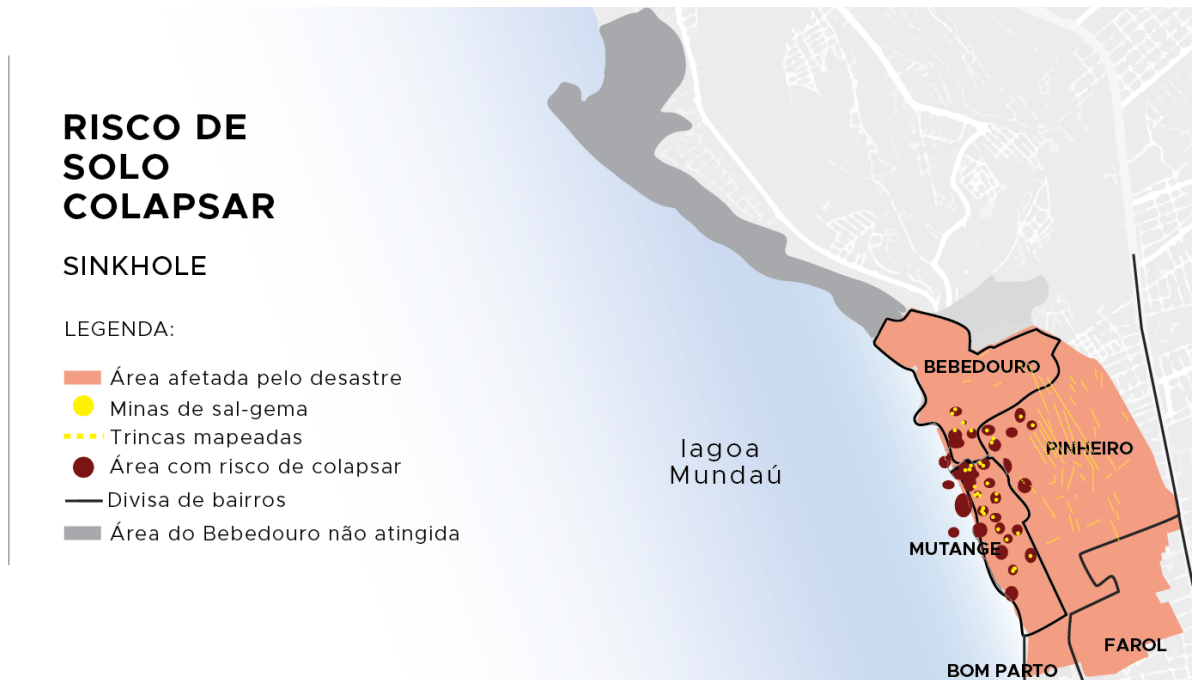 RISCO DE
SOLO
COLAPSAR
SINKHOLE
LEGENDA:
Área afetada pelo desastre
Minas de sal-gema
Trincas mapeadas
Área com risco de colapsar
Divisa de bairros
Área do Bebedouro não atingida
lagoa
Mundaú
BEBEDOURO
PINHEIRO
MUTANGE
FAROL
BOM PARTO